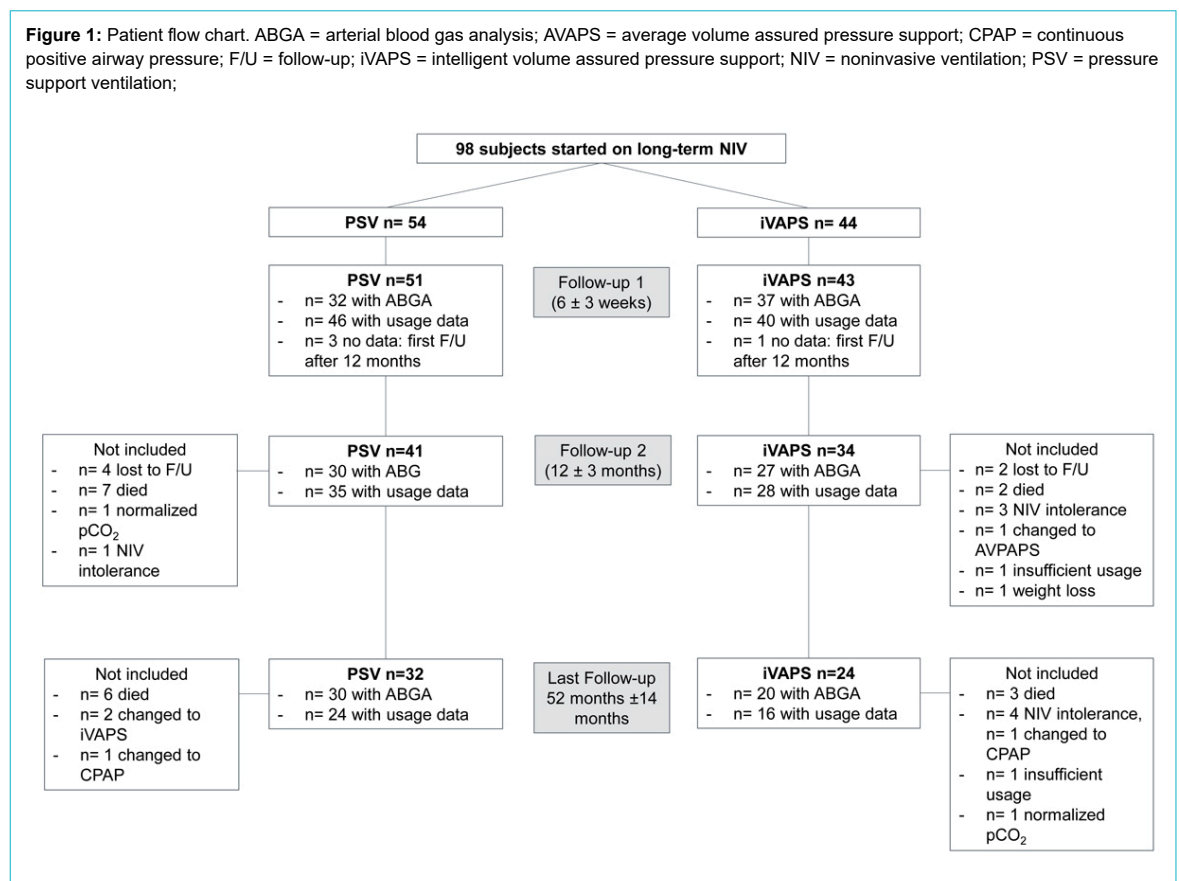 Figure 1: Patient flow chart. ABGA = arterial blood gas analysis; AVAPS = average volume assured pressure support; CPAP = continuous
positive airway pressure; F/U = follow-up; iVAPS = intelligent volume assured pressure support; NIV = noninvasive ventilation; PSV = pressure
support ventilation;
98 subjects started on long-term NIV
PSV n= 54
iVAPS n= 44
PSV n=51
- n= 32 with ABGA
- n= 46 with usage data
- n= 3 no data: first F/U
after 12 months
Follow-up 1
(6 ± 3 weeks)
iVAPS n=43
- n= 37 with ABGA
- n= 40 with usage data
- n= 1 no data: first F/U
after 12 months
Not included
- n= 4 lost to F/U
- n= 7 died
- n= 1 normalized
pCO₂
- n= 1 NIV
intolerance
PSV n=41
- n= 30 with ABG
- n= 35 with usage data
Follow-up 2
(12 ± 3 months)
iVAPS n=34
- n= 27 with ABGA
- n= 28 with usage data
Not included
- n= 2 lost to F/U
- n= 2 died
- n= 3 NIV intolerance
- n= 1 changed to
AVPAPS
- n= 1 insufficient usage
- n= 1 weight loss
Not included
- n= 6 died
- n= 2 changed to
iVAPS
- n= 1 changed to
CPAP
PSV n=32
- n= 30 with ABGA
- n= 24 with usage data
Last Follow-up
52 months ±14
months
iVAPS n=24
- n= 20 with ABGA
- n= 16 with usage data
Not included
- n= 3 died
- n= 4 NIV intolerance,
n= 1 changed to
CPAP
- n= 1 insufficient
usage
- n= 1 normalized
pCO₂